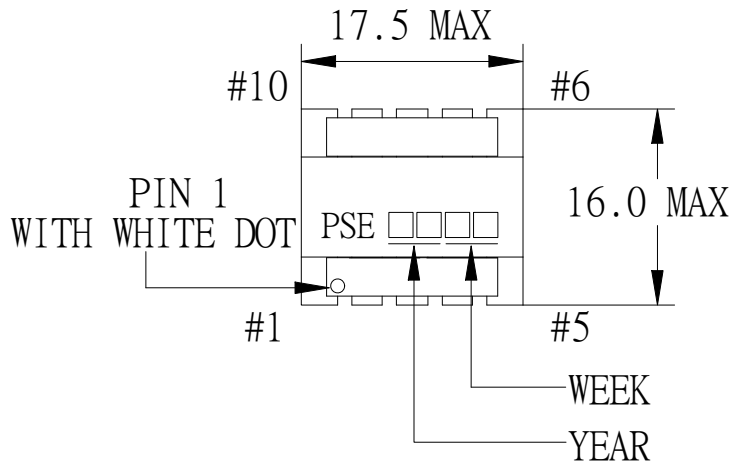 17.5 MAX
#10
#6
PIN 1
WITH WHITE DOT
PSE
16.0 MAX
#1
#5
WEEK
YEAR